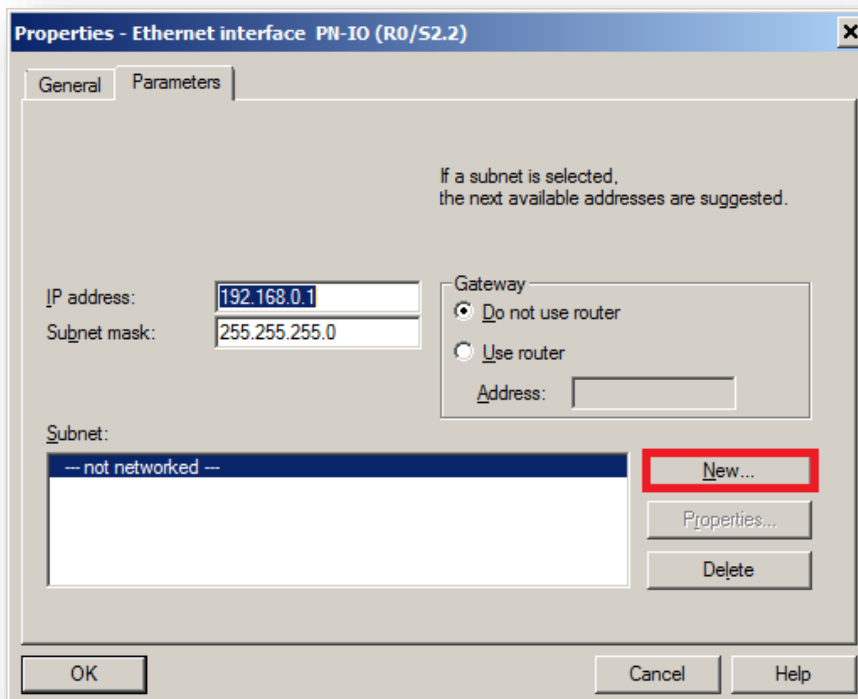 Properties - Ethernet interface PN-IO (R0/S2.2)
General
Parameters
If a subnet is selected,
the next available addresses are suggested.
IP address:
192.168.0.1
Subnet mask:
255.255.255.0
Gateway
Do not use router
Use router
Address:
Subnet:
--- not networked ---
New...
Properties...
Delete
OK
Cancel
Help